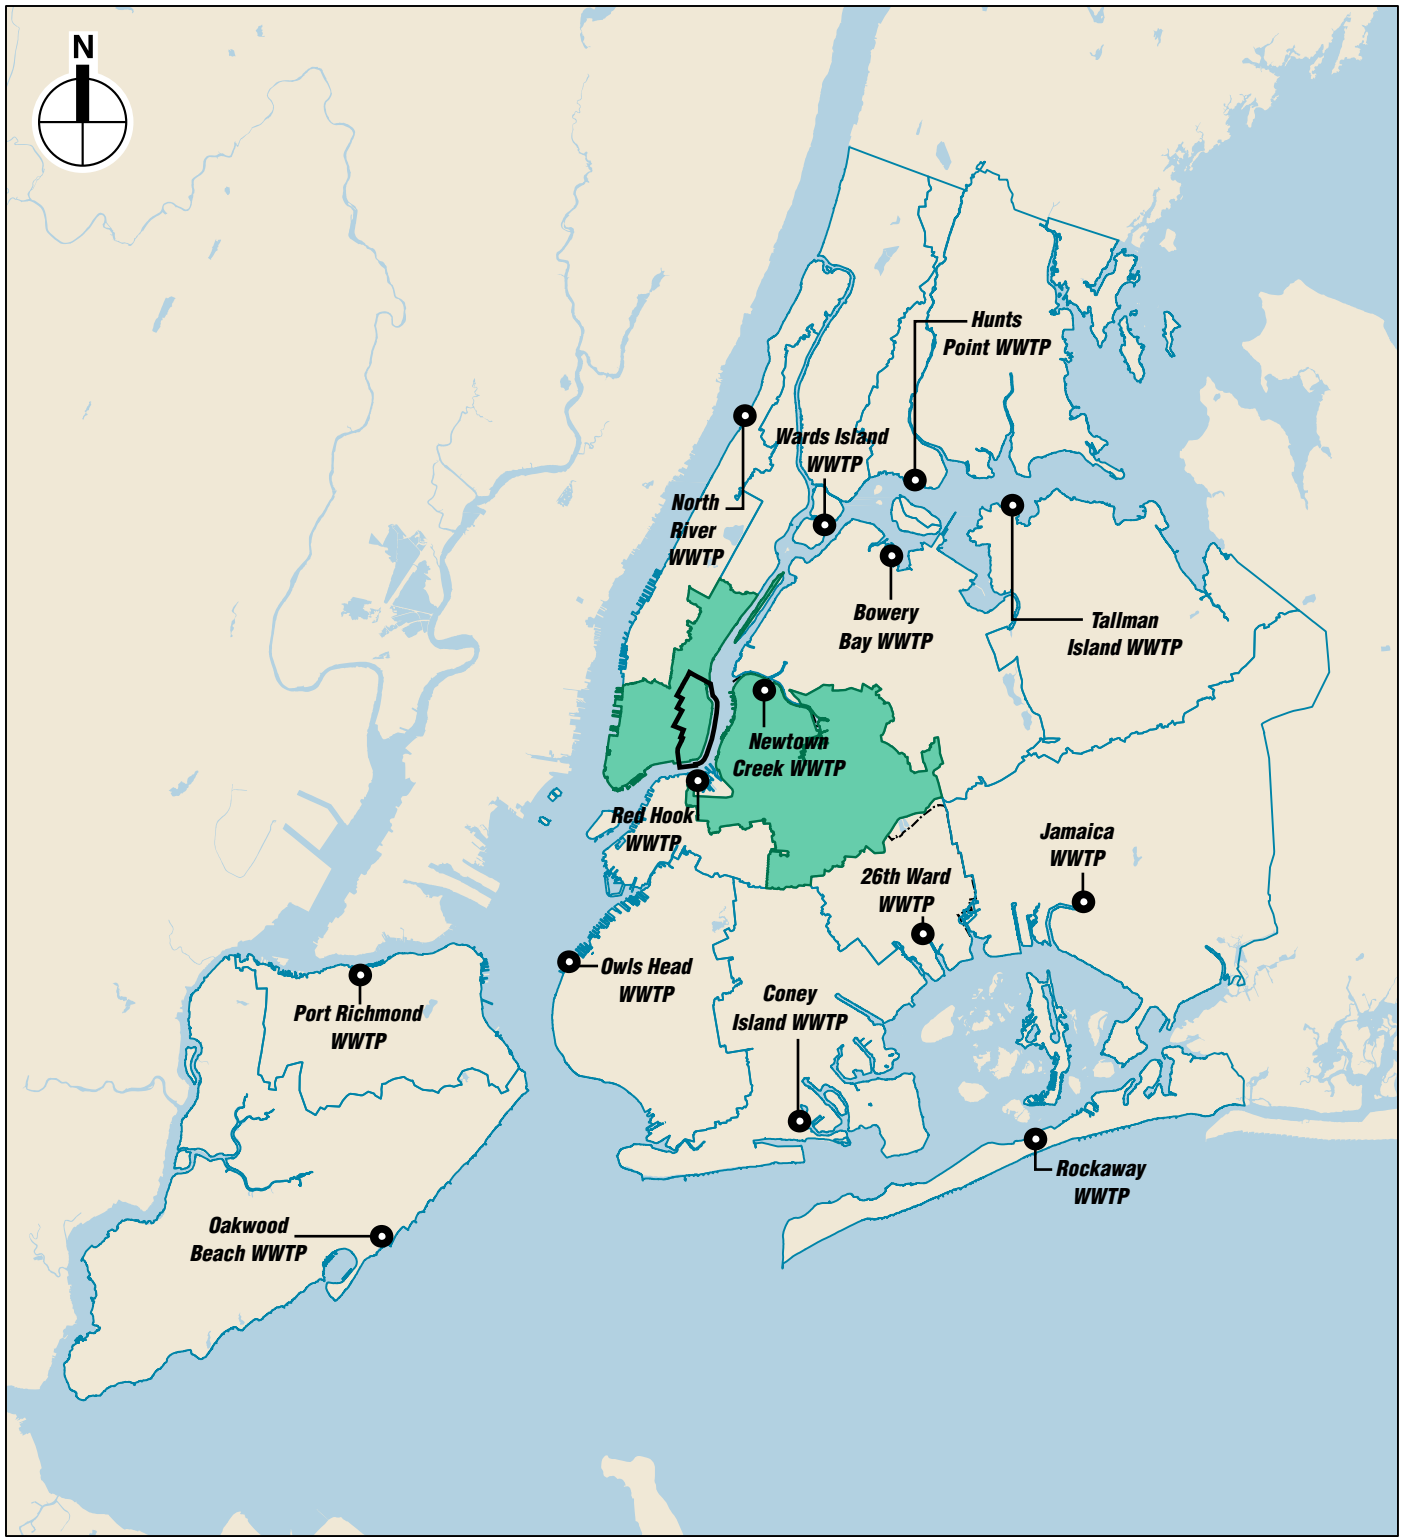 N
Hunts
Point WWTP
Wards Island
WWTP
North
River
WWTP
Bowery
Bay WWTP
Tallman
Island WWTP
Newtown
Creek WWTP
Red Hook
WWTP
Jamaica
WWTP
26th Ward
WWTP
Owls Head
WWTP
Coney
Island WWTP
Port Richmond
WWTP
Rockaway
WWTP
Oakwood
Beach WWTP